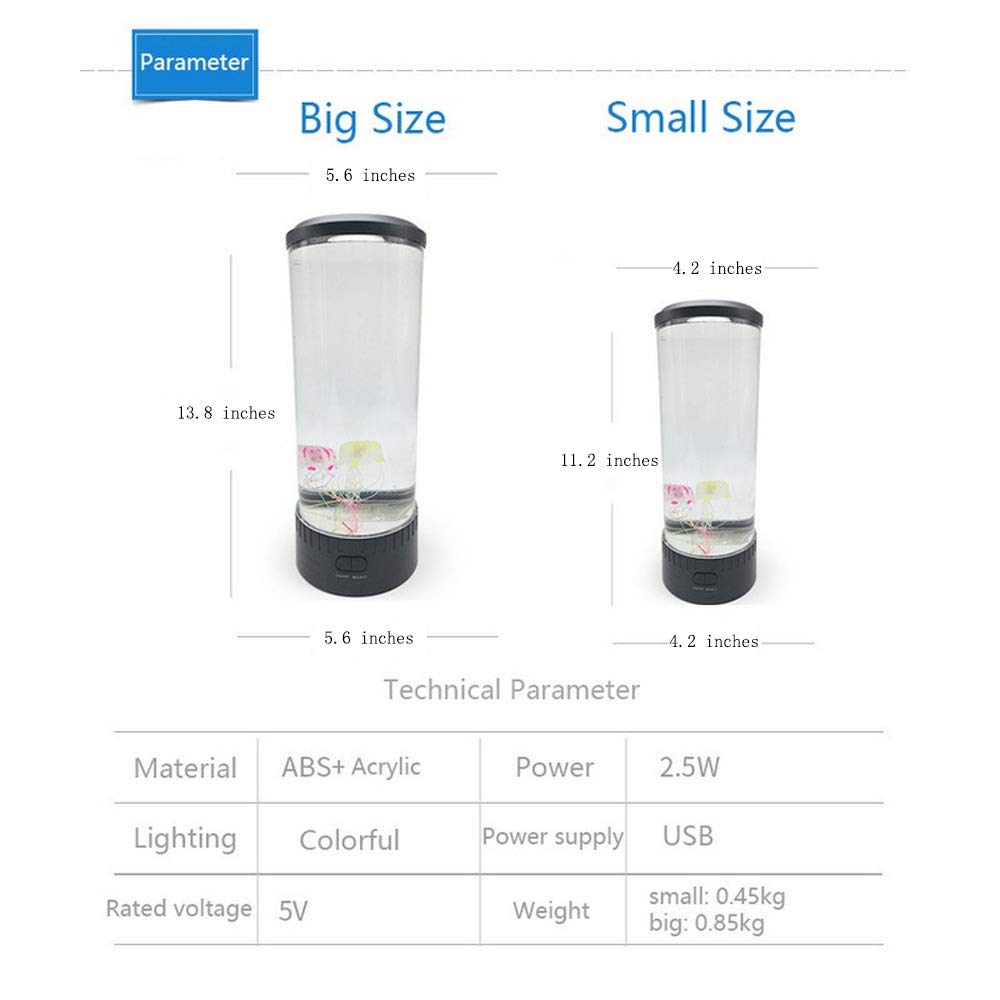 Parameter
Big Size
Small Size
5.6 inches
4.2 inches
13.8 inches
11.2 inches
5.6 inches
4.2 inches
Technical Parameter
Material ABS+ Acrylic Power 2.5W
Lighting Colorful Power supply USB
Rated voltage 5V Weight small: 0.45kg
big: 0.85kg